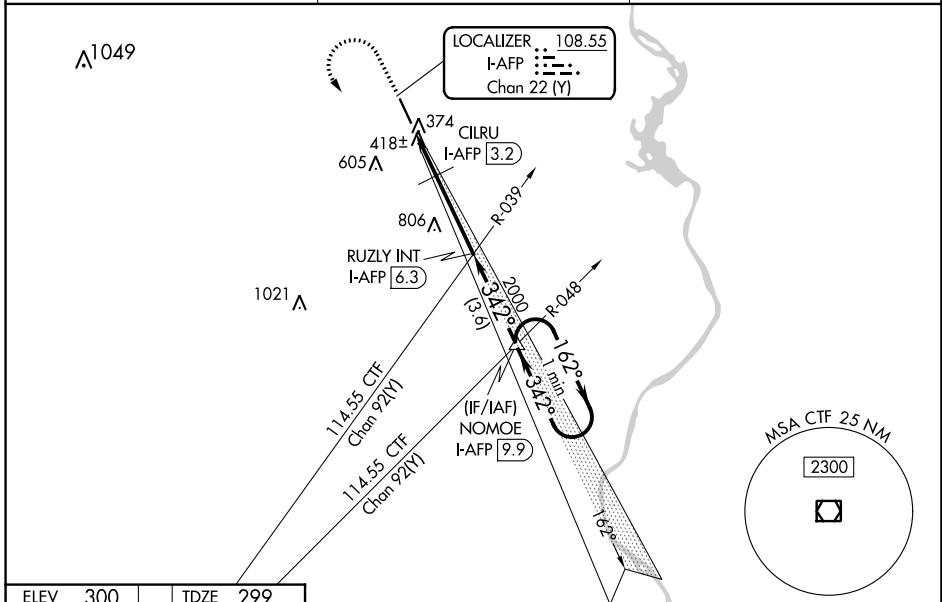 1049
LOCALIZER 108.55
I-AFP
Chan 22 (Y)
374
418±
CILRU
I-AFP 3.2
605
R-039
806
RUZLY INT
I-AFP 6.3
1021
2000
342°
(3.6)
R-048
162°
1 min
342°
114.55 CTF
Chan 92(Y)
(IF/IAF)
NOMOE
I-AFP 9.9
114.55 CTF
Chan 92(Y)
MSA CTF 25 NM
2300
162°
ELEV 300 TDZE 299